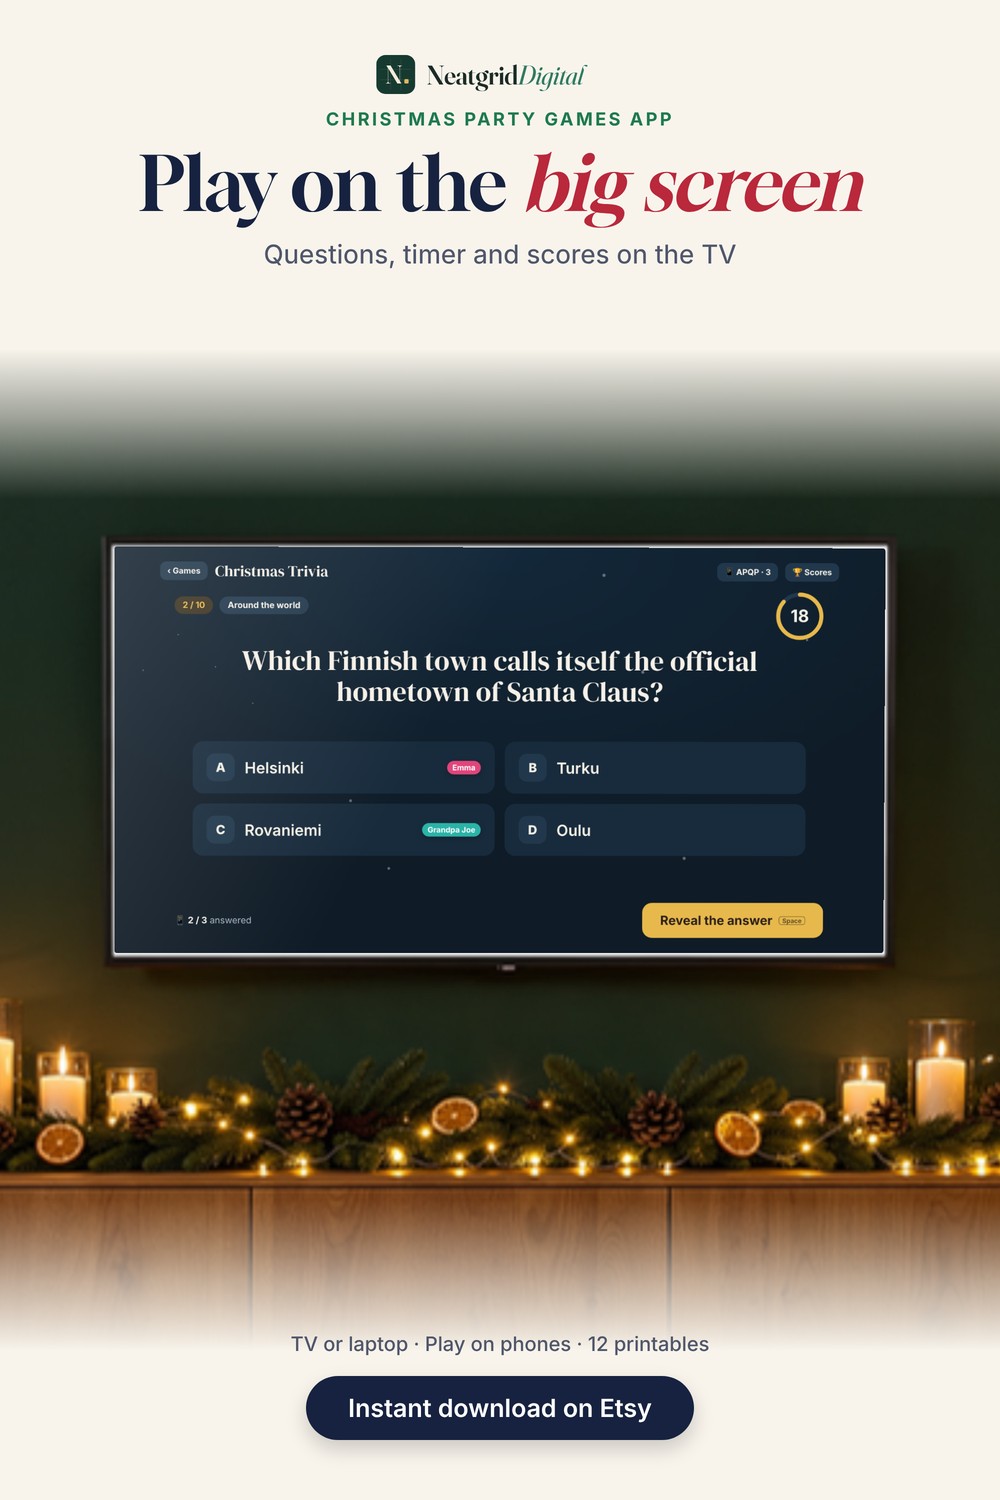 N. NeatgridDigital
CHRISTMAS PARTY GAMES APP
Play on the big screen
Questions, timer and scores on the TV
‹ Games Christmas Trivia APQP · 3 Scores
2 / 10 Around the world 18
Which Finnish town calls itself the official
hometown of Santa Claus?
A Helsinki Emma B Turku
C Rovaniemi Grandpa Joe D Oulu
2 / 3 answered Reveal the answer Space
TV or laptop · Play on phones · 12 printables
Instant download on Etsy